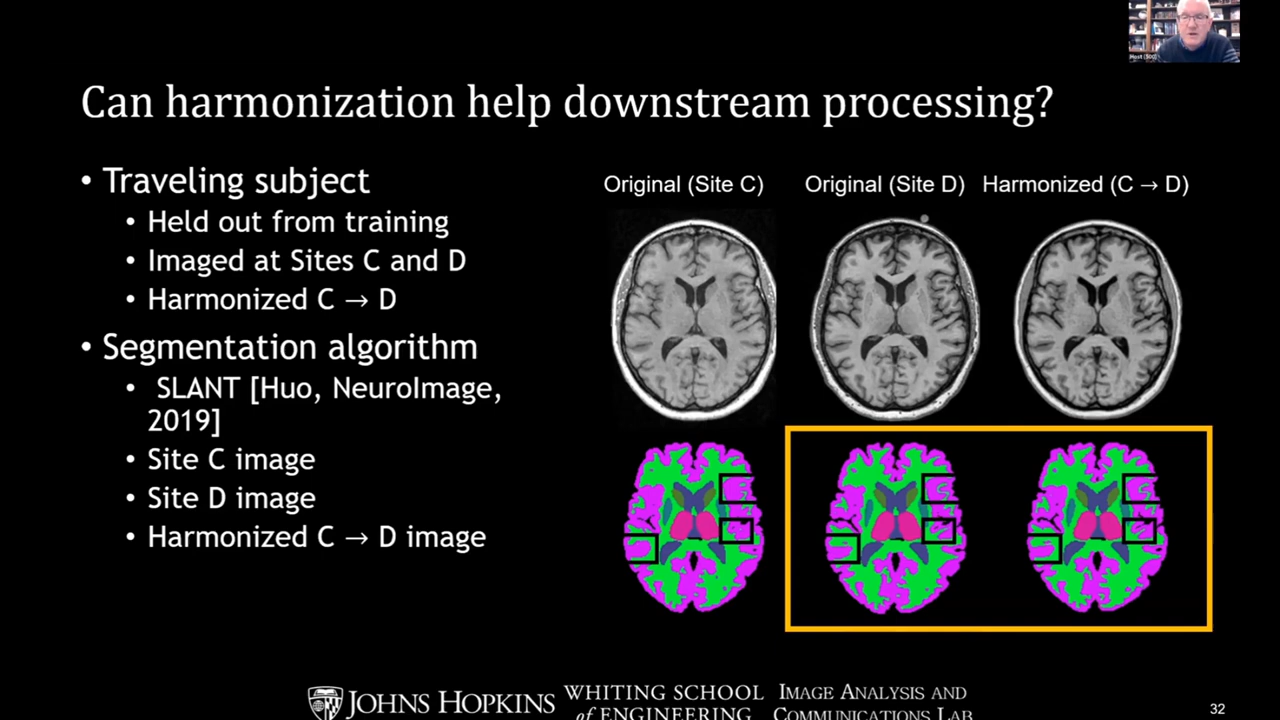 Host (500)
Can harmonization help downstream processing?
• Traveling subject
• Held out from training
• Imaged at Sites C and D
• Harmonized C → D
• Segmentation algorithm
• SLANT [Huo, NeuroImage,
2019]
• Site C image
• Site D image
• Harmonized C → D image
Original (Site C) Original (Site D) Harmonized (C → D)
JOHNS HOPKINS
WHITING SCHOOL
of ENGINEERING
IMAGE ANALYSIS AND
COMMUNICATIONS LAB
32